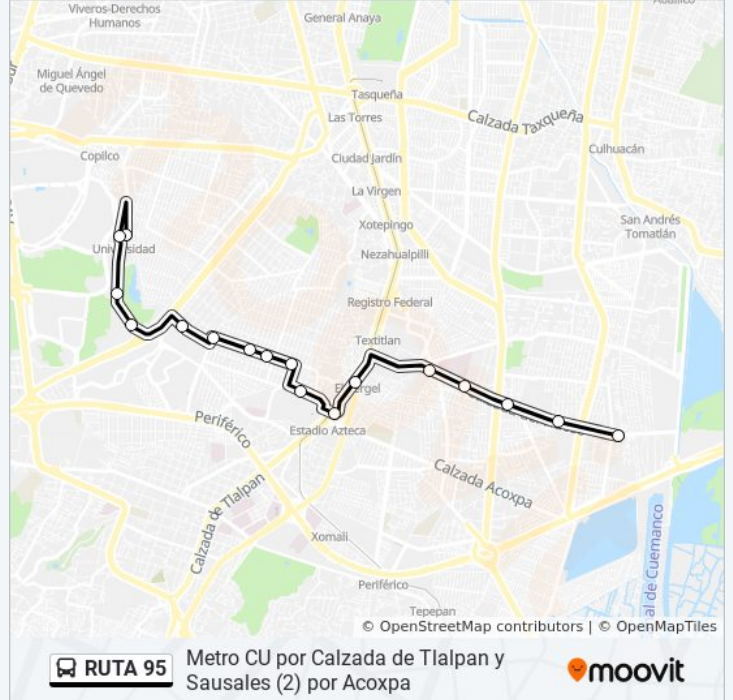 Viveros-Derechos
Humanos
General Anaya
Miguel Ángel
de Quevedo
Tasqueña
Las Torres
Calzada Taxqueña
Copilco
Ciudad Jardín
Culhuacán
La Virgen
Xotepingo
San Andrés
Tomatlán
Universidad
Nezahualpilli
Registro Federal
Textitlan
El Vergel
Periférico
Estadio Azteca
Calzada Acoxpa
Calzada de Tlalpan
Xomali
al de Cuemanco
Periférico
Tepepan
© OpenStreetMap contributors | © OpenMapTiles
RUTA 95
Metro CU por Calzada de Tlalpan y
Sausales (2) por Acoxpa
moovit